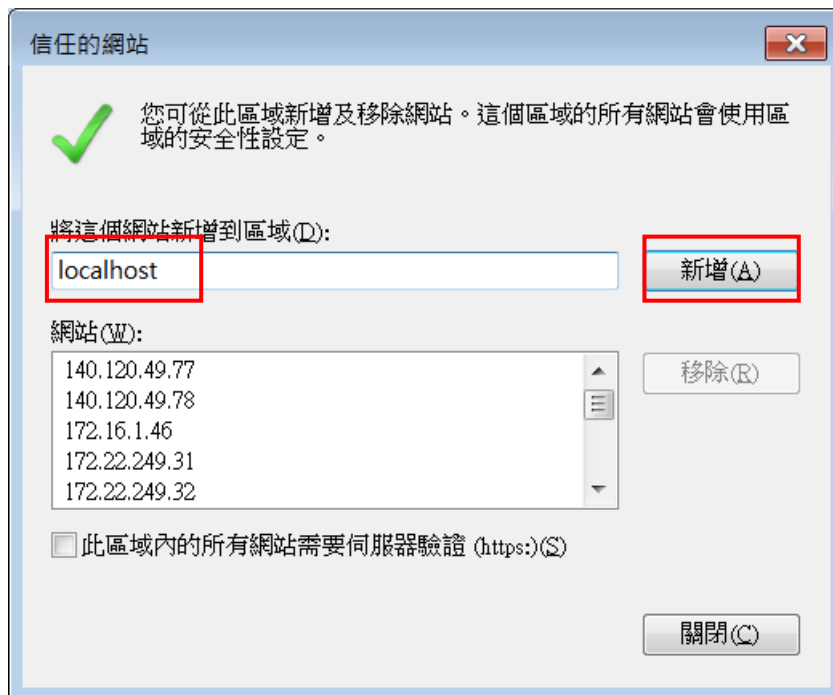 信任的網站
您可從此區域新增及移除網站。這個區域的所有網站會使用區
域的安全性設定。
將這個網站新增到區域(D):
localhost
新增(A)
網站(W):
140.120.49.77
140.120.49.78
172.16.1.46
172.22.249.31
172.22.249.32
移除(R)
此區域內的所有網站需要伺服器驗證 (https:)(S)
關閉(C)